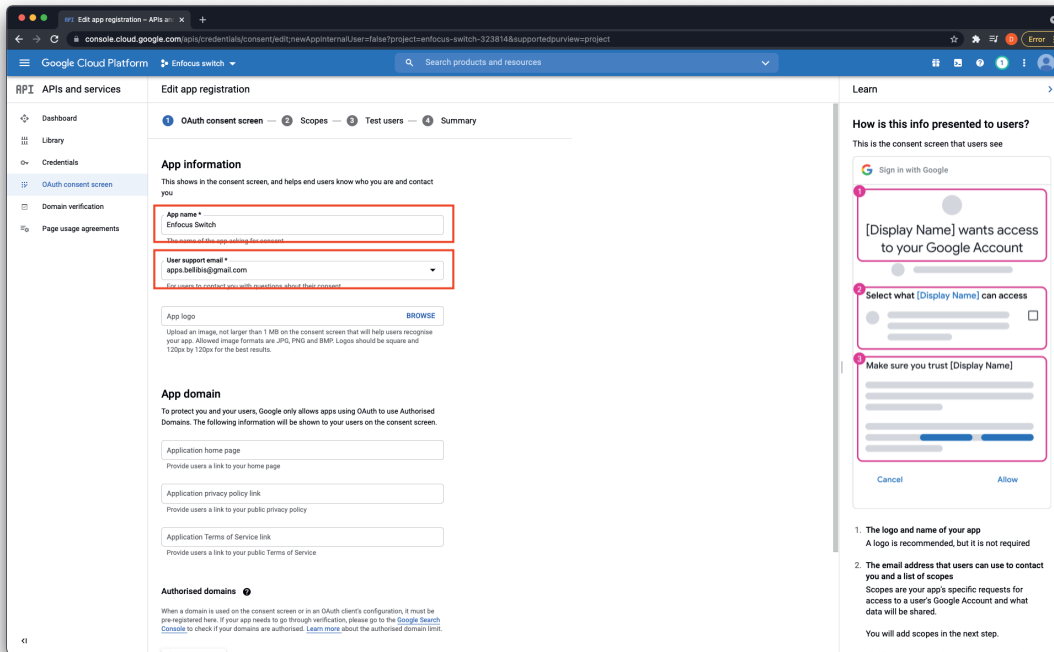 API Edit app registration – APIs and
console.cloud.google.com/apis/credentials/consent/edit;newAppInternalUser=false?project=enfocus-switch-323814&supportedpurview=project
D
Error
Google Cloud Platform
Enfocus switch
Search products and resources
1
API APIs and services
Edit app registration
Learn
Dashboard
Library
Credentials
OAuth consent screen
Domain verification
Page usage agreements
1 OAuth consent screen — 2 Scopes — 3 Test users — 4 Summary
App information
This shows in the consent screen, and helps end users know who you are and contact
you
App name *
Enfocus Switch
The name of the app asking for consent
User support email *
apps.bellibis@gmail.com
For users to contact you with questions about their consent
App logo
BROWSE
Upload an image, not larger than 1 MB on the consent screen that will help users recognise
your app. Allowed image formats are JPG, PNG and BMP. Logos should be square and
120px by 120px for the best results.
App domain
To protect you and your users, Google only allows apps using OAuth to use Authorised
Domains. The following information will be shown to your users on the consent screen.
Application home page
Provide users a link to your home page
Application privacy policy link
Provide users a link to your public privacy policy
Application Terms of Service link
Provide users a link to your public Terms of Service
Authorised domains
When a domain is used on the consent screen or in an OAuth client's configuration, it must be
pre-registered here. If your app needs to go through verification, please go to the Google Search
Console to check if your domains are authorised. Learn more about the authorised domain limit.
How is this info presented to users?
This is the consent screen that users see
G Sign in with Google
1
[Display Name] wants access
to your Google Account
2
Select what [Display Name] can access
3
Make sure you trust [Display Name]
Cancel
Allow
1. The logo and name of your app
A logo is recommended, but it is not required
2. The email address that users can use to contact
you and a list of scopes
Scopes are your app's specific requests for
access to a user's Google Account and what
data will be shared.
You will add scopes in the next step.